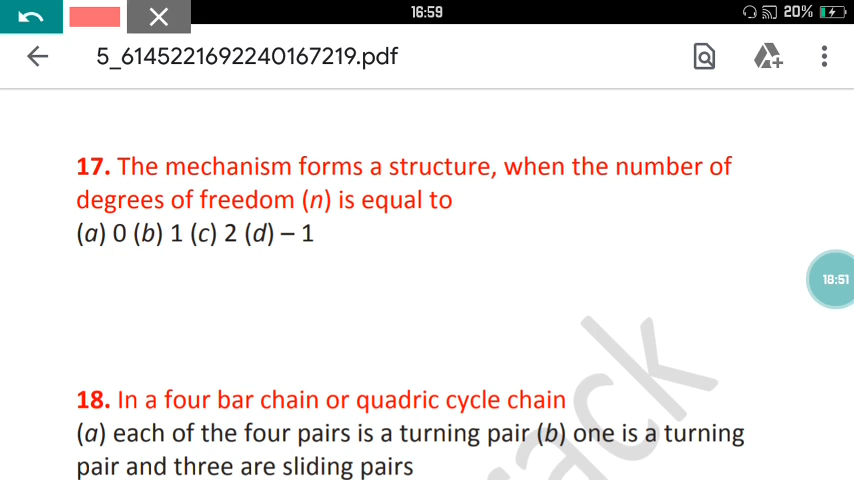 16:59
20%
5_6145221692240167219.pdf
17. The mechanism forms a structure, when the number of
degrees of freedom (n) is equal to
(a) 0 (b) 1 (c) 2 (d) – 1
18:51
18. In a four bar chain or quadric cycle chain
(a) each of the four pairs is a turning pair (b) one is a turning
pair and three are sliding pairs
ack